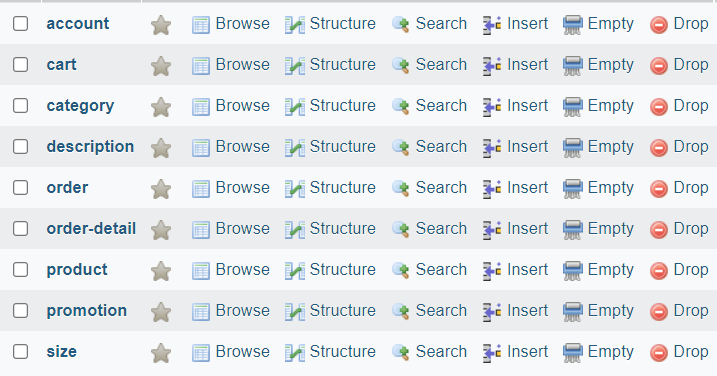 account Browse Structure Search Insert Empty Drop
cart Browse Structure Search Insert Empty Drop
category Browse Structure Search Insert Empty Drop
description Browse Structure Search Insert Empty Drop
order Browse Structure Search Insert Empty Drop
order-detail Browse Structure Search Insert Empty Drop
product Browse Structure Search Insert Empty Drop
promotion Browse Structure Search Insert Empty Drop
size Browse Structure Search Insert Empty Drop